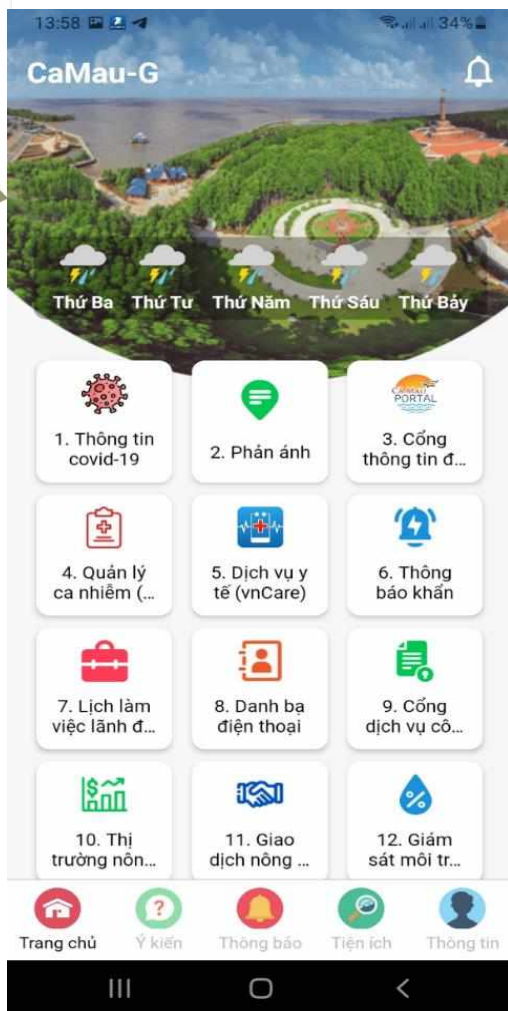 13:58
34%
CaMau-G
Thứ Ba Thứ Tư Thứ Năm Thứ Sáu Thứ Bảy
1. Thông tin
covid-19
2. Phản ánh
CAMAU
PORTAL
3. Cổng
thông tin đ...
4. Quản lý
ca nhiễm (...
5. Dịch vụ y
tế (vnCare)
6. Thông
báo khẩn
7. Lịch làm
việc lãnh đ...
8. Danh bạ
điện thoại
9. Cổng
dịch vụ cô...
10. Thị
trường nôn...
11. Giao
dịch nông ...
12. Giám
sát môi tr...
Trang chủ Ý kiến Thông báo Tiện ích Thông tin